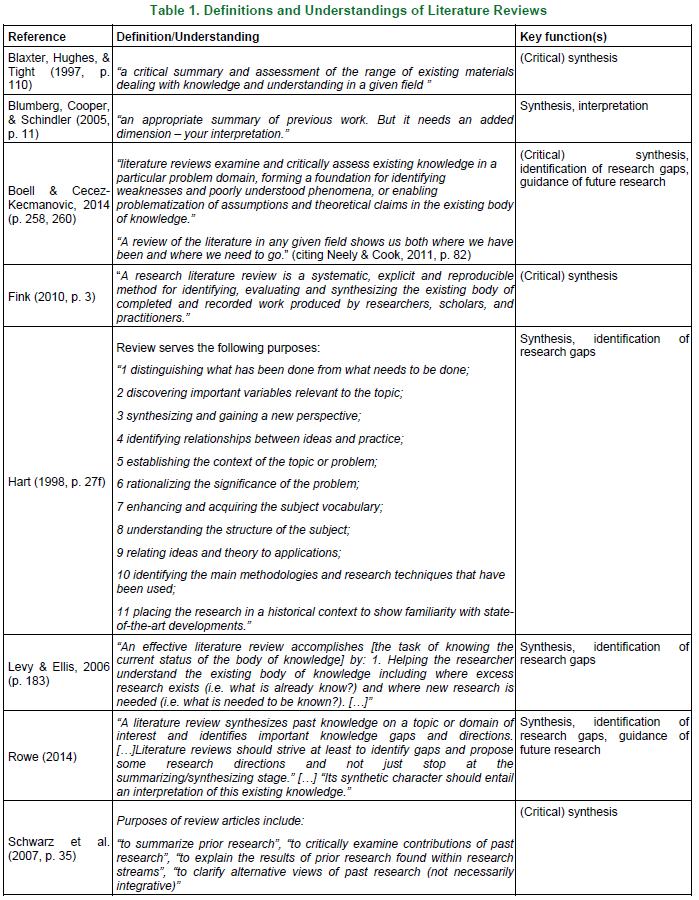 Table 1. Definitions and Understandings of Literature Reviews
Reference
Definition/Understanding
Key function(s)
Blaxter, Hughes, &
Tight (1997, p.
110)
“a critical summary and assessment of the range of existing materials
dealing with knowledge and understanding in a given field ”
(Critical) synthesis
Blumberg, Cooper,
& Schindler (2005,
p. 11)
“an appropriate summary of previous work. But it needs an added
dimension – your interpretation.”
Synthesis, interpretation
Boell & Cecez-
Kecmanovic, 2014
(p. 258, 260)
“literature reviews examine and critically assess existing knowledge in a
particular problem domain, forming a foundation for identifying
weaknesses and poorly understood phenomena, or enabling
problematization of assumptions and theoretical claims in the existing body
of knowledge.”
“A review of the literature in any given field shows us both where we have
been and where we need to go.” (citing Neely & Cook, 2011, p. 82)
(Critical) synthesis,
identification of research gaps,
guidance of future research
Fink (2010, p. 3)
“A research literature review is a systematic, explicit and reproducible
method for identifying, evaluating and synthesizing the existing body of
completed and recorded work produced by researchers, scholars, and
practitioners.”
(Critical) synthesis
Hart (1998, p. 27f)
Review serves the following purposes:
“1 distinguishing what has been done from what needs to be done;
2 discovering important variables relevant to the topic;
3 synthesizing and gaining a new perspective;
4 identifying relationships between ideas and practice;
5 establishing the context of the topic or problem;
6 rationalizing the significance of the problem;
7 enhancing and acquiring the subject vocabulary;
8 understanding the structure of the subject;
9 relating ideas and theory to applications;
10 identifying the main methodologies and research techniques that have
been used;
11 placing the research in a historical context to show familiarity with state-
of-the-art developments.”
Synthesis, identification of
research gaps
Levy & Ellis, 2006
(p. 183)
“An effective literature review accomplishes [the task of knowing the
current status of the body of knowledge] by: 1. Helping the researcher
understand the existing body of knowledge including where excess
research exists (i.e. what is already know?) and where new research is
needed (i.e. what is needed to be known?). […]”
Synthesis, identification of
research gaps
Rowe (2014)
“A literature review synthesizes past knowledge on a topic or domain of
interest and identifies important knowledge gaps and directions.
[…]Literature reviews should strive at least to identify gaps and propose
some research directions and not just stop at the
summarizing/synthesizing stage.” […] “Its synthetic character should entail
an interpretation of this existing knowledge.”
Synthesis, identification of
research gaps, guidance of
future research
Schwarz et al.
(2007, p. 35)
Purposes of review articles include:
“to summarize prior research”, “to critically examine contributions of past
research”, “to explain the results of prior research found within research
streams”, “to clarify alternative views of past research (not necessarily
integrative)”
(Critical) synthesis